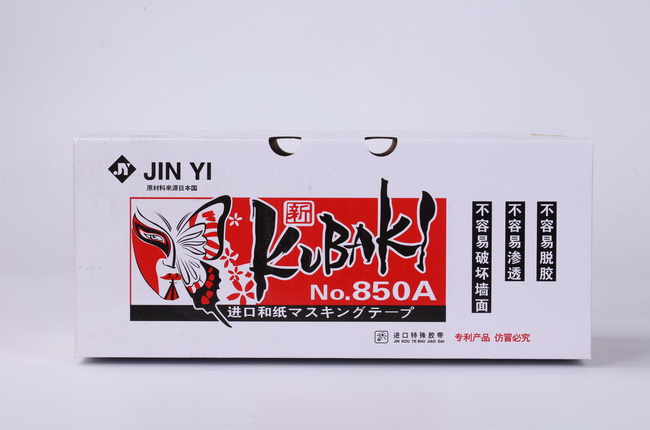 JY
JIN YI
原材料来源日本国
新
KUBAKI
No.850A
进口和纸マスキングテープ
不容易破坏墙面
不容易渗透
不容易脱胶
进口特殊胶带
JIN KOU TE SHU JIAO DAI
专利产品 仿冒必究